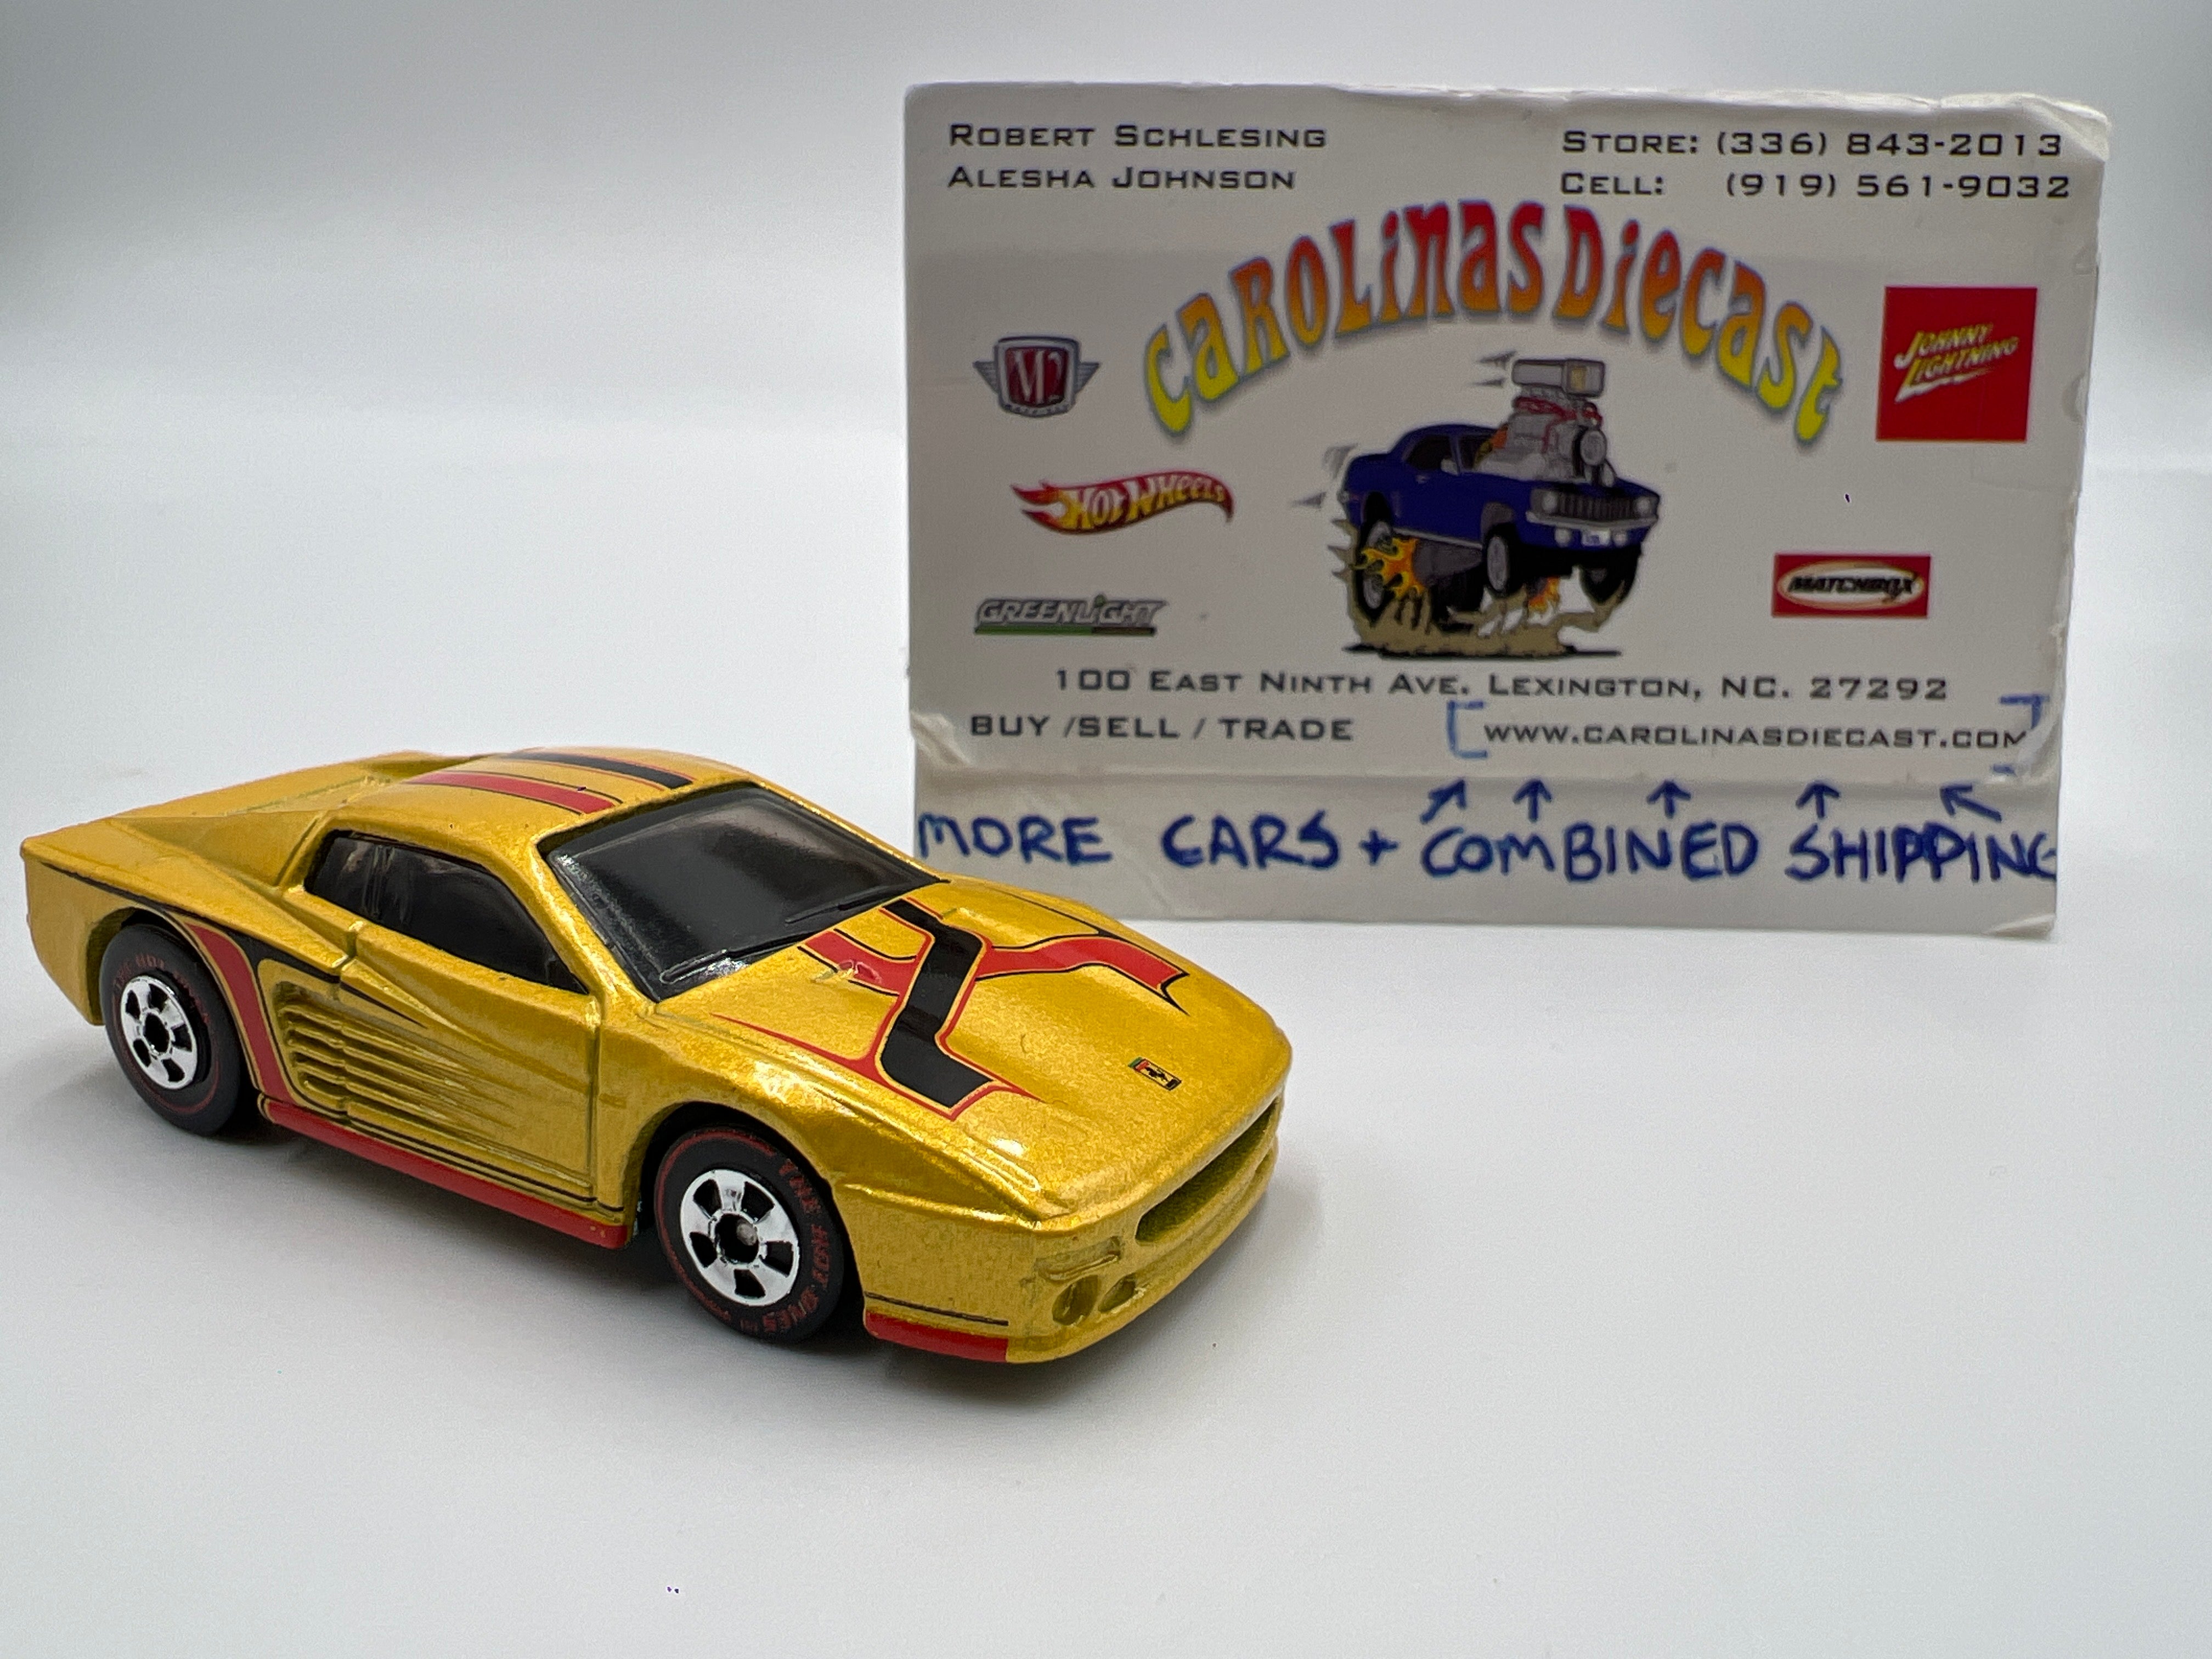 ROBERT SCHLESING
ALESHA JOHNSON
STORE: (336) 843-2013
CELL: (919) 561-9032
CAROLINAS DIECAST
M2
JOHNNY LIGHTNING
HOT WHEELS
GREENLIGHT
MATCHBOX
100 EAST NINTH AVE. LEXINGTON, NC. 27292
BUY /SELL / TRADE
WWW.CAROLINASDIECAST.COM
MORE CARS + COMBINED SHIPPING
THE HOT